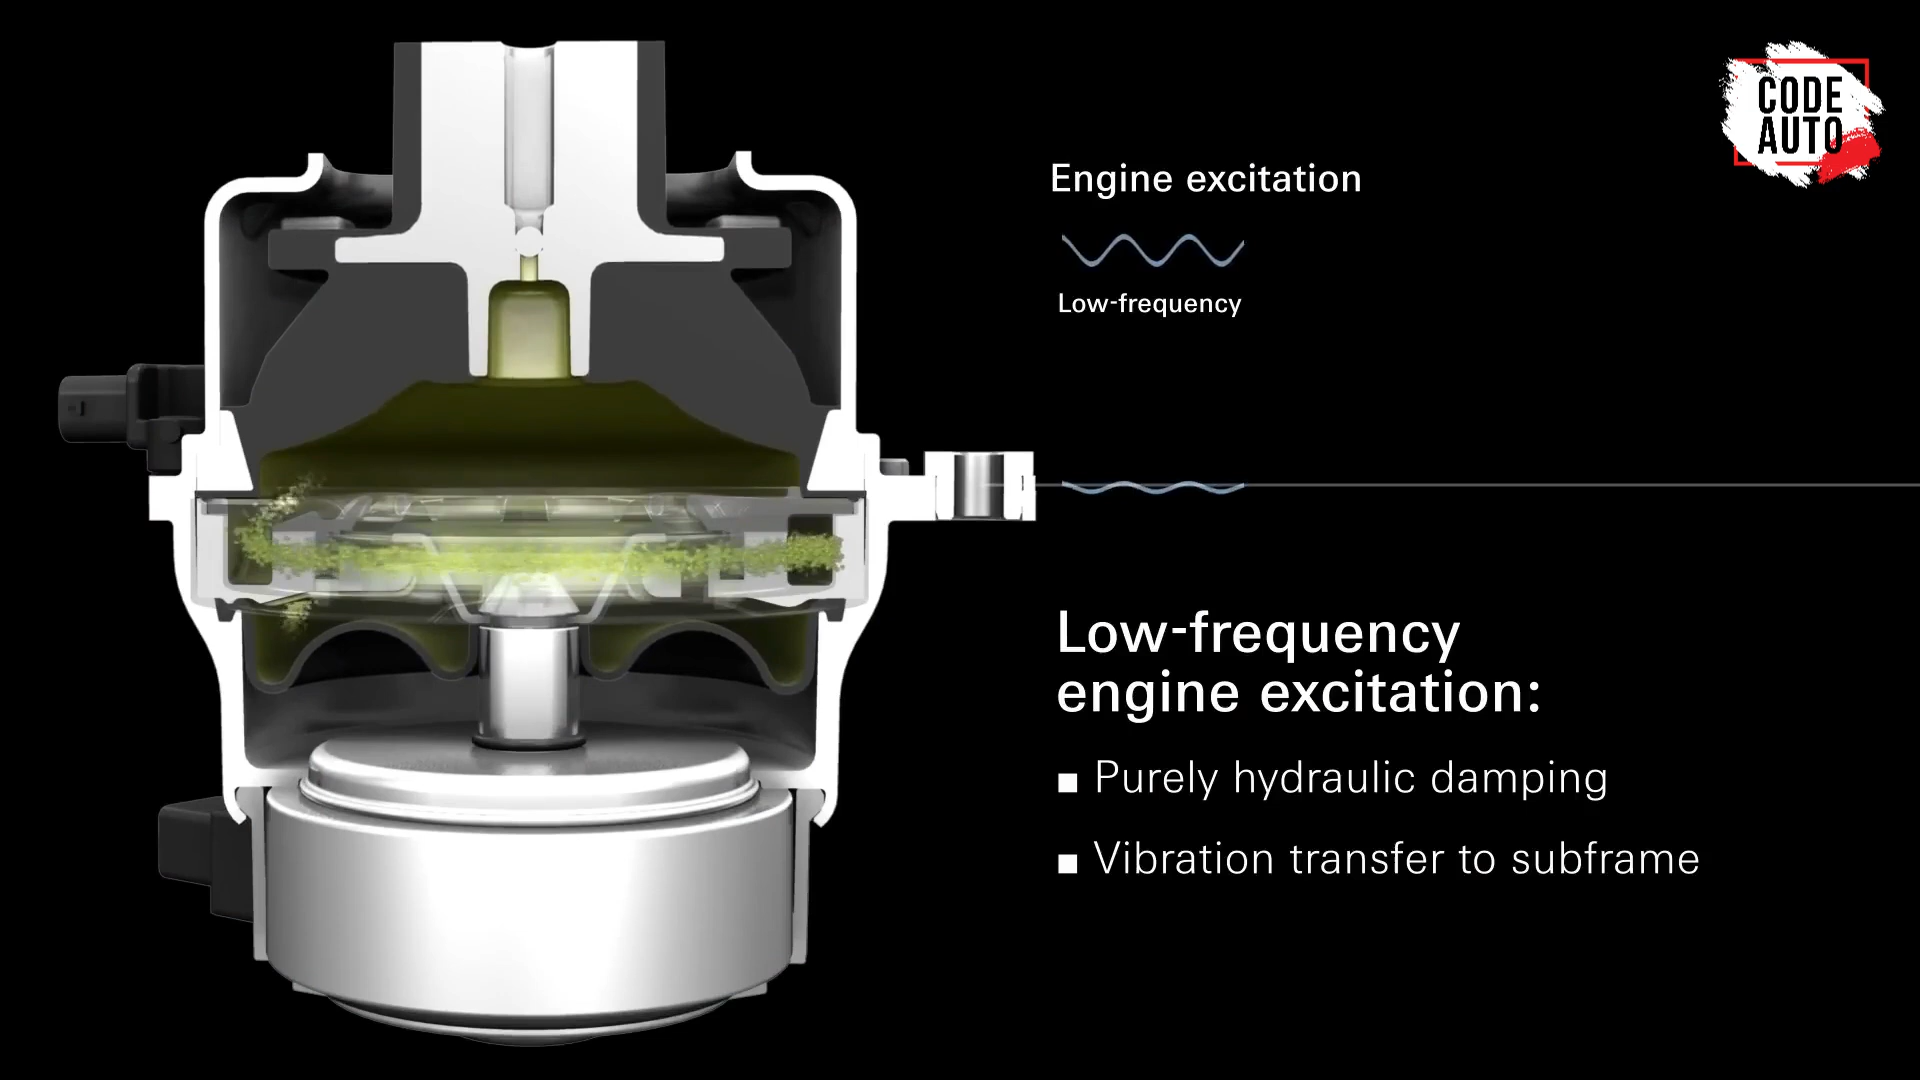 CODE
AUTO
Engine excitation
Low-frequency
Low-frequency
engine excitation:
■ Purely hydraulic damping
■ Vibration transfer to subframe